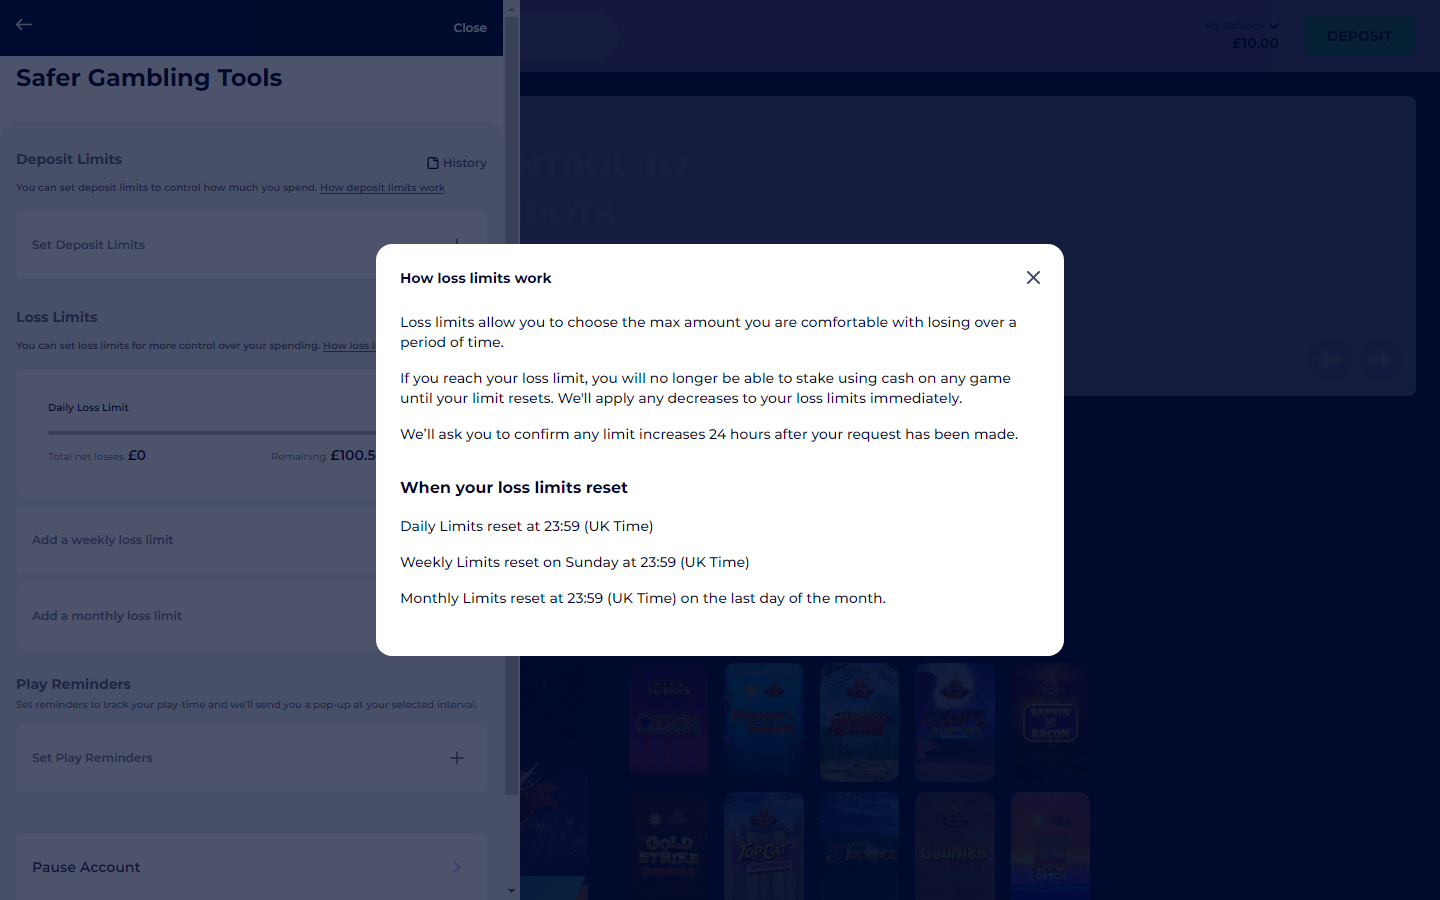 Close
My Balance
£10.00
DEPOSIT
Safer Gambling Tools
NTROL TO
POTS
Deposit Limits
History
You can set deposit limits to control how much you spend. How deposit limits work
Set Deposit Limits
Loss Limits
You can set loss limits for more control over your spending. How loss l
Daily Loss Limit
Total net losses £0
Remaining £100.5
Add a weekly loss limit
Add a monthly loss limit
Play Reminders
Set reminders to track your play-time and we'll send you a pop-up at your selected interval.
Set Play Reminders
Pause Account
How loss limits work
Loss limits allow you to choose the max amount you are comfortable with losing over a
period of time.
If you reach your loss limit, you will no longer be able to stake using cash on any game
until your limit resets. We'll apply any decreases to your loss limits immediately.
We'll ask you to confirm any limit increases 24 hours after your request has been made.
When your loss limits reset
Daily Limits reset at 23:59 (UK Time)
Weekly Limits reset on Sunday at 23:59 (UK Time)
Monthly Limits reset at 23:59 (UK Time) on the last day of the month.
JACKPOTS
GENIE
BANKIN'
BACON
GOLD
STRIKE
BONANZA
TOP CAT
GOONIES
BIG
CATCH